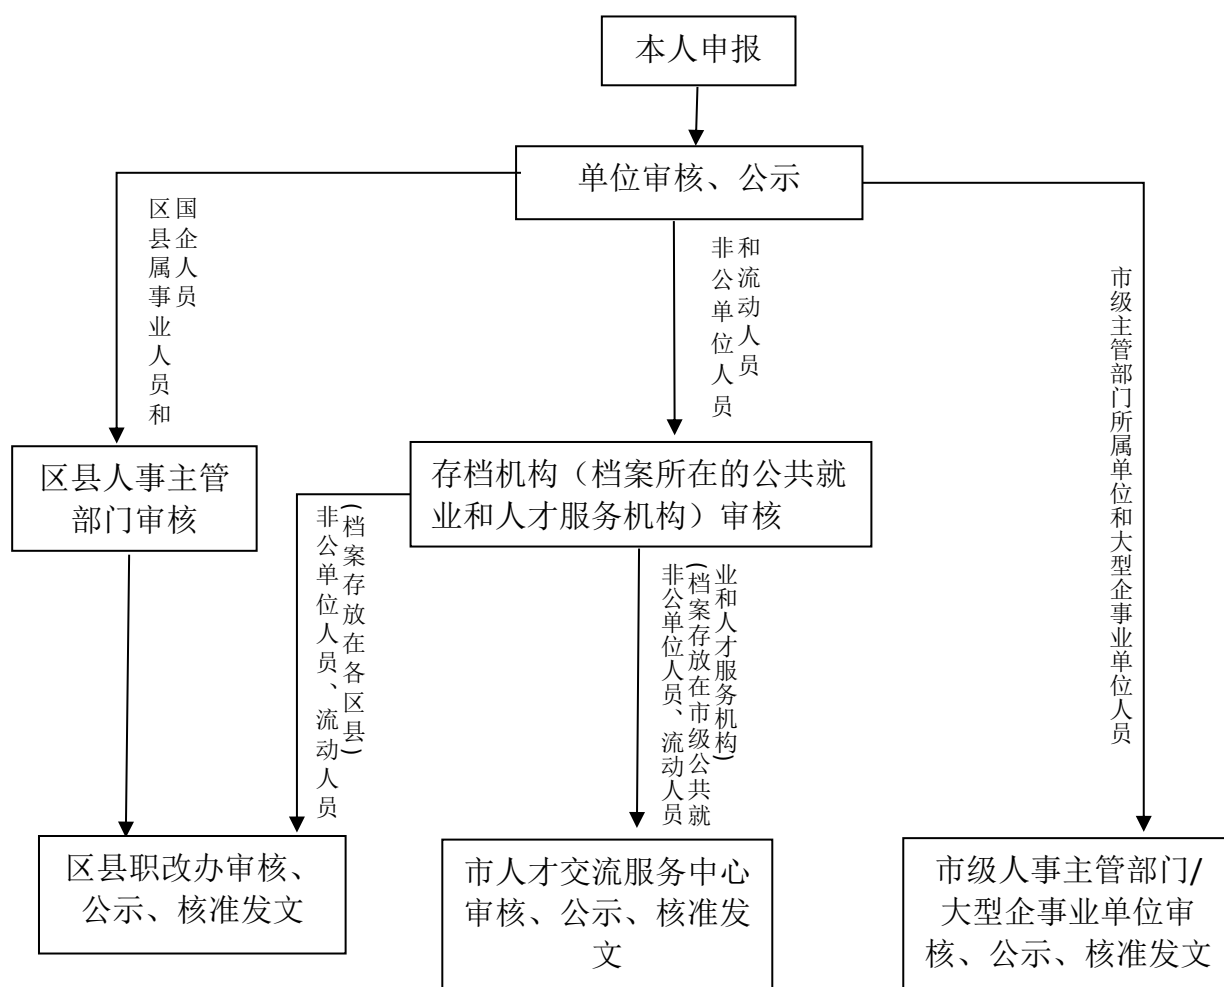 本人申报
单位审核、公示
区县属事业人员和
国企人员
非公单位人员
和流动人员
市级主管部门所属单位和大型企事业单位人员
区县人事主管
部门审核
存档机构（档案所在的公共就
业和人才服务机构）审核
非公单位人员、流动人员
(档案存放在各区县)
非公单位人员、流动人员
(档案存放在市级公共就
业和人才服务机构)
区县职改办审核、
公示、核准发文
市人才交流服务中心
审核、公示、核准发
文
市级人事主管部门/
大型企事业单位审
核、公示、核准发文